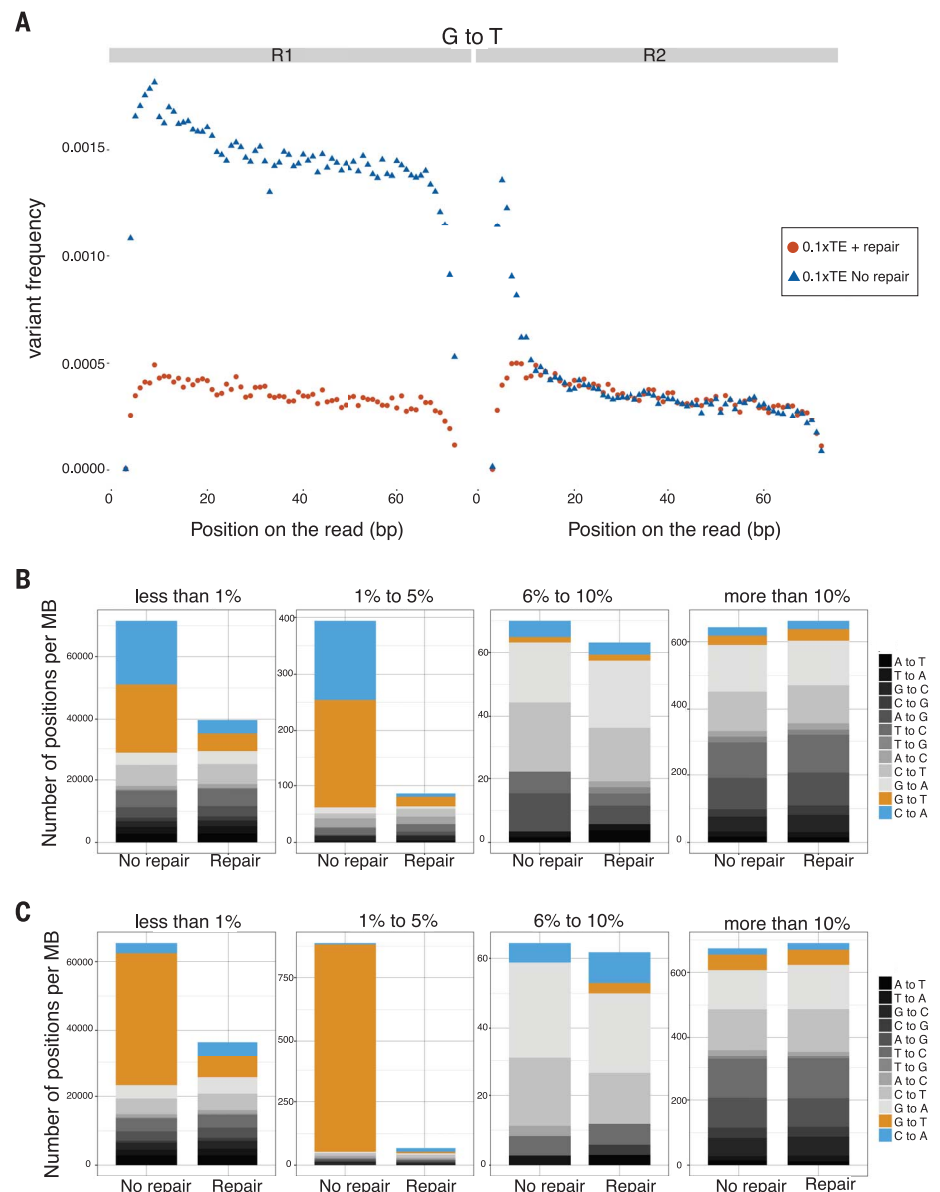 A
G to T
R1
R2
variant frequency
0.0015
0.0010
0.0005
0.0000
0.1xTE + repair
0.1xTE No repair
0
20
40
60
0
20
40
60
Position on the read (bp)
Position on the read (bp)
B
Number of positions per MB
less than 1%
1% to 5%
6% to 10%
more than 10%
60000
40000
20000
0
400
300
200
100
0
60
40
20
0
600
400
200
0
No repair
Repair
No repair
Repair
No repair
Repair
No repair
Repair
A to T
T to A
G to C
C to G
A to G
T to C
T to G
A to C
C to T
G to A
G to T
C to A
C
Number of positions per MB
less than 1%
1% to 5%
6% to 10%
more than 10%
60000
40000
20000
0
750
500
250
0
60
40
20
0
600
400
200
0
No repair
Repair
No repair
Repair
No repair
Repair
No repair
Repair
A to T
T to A
G to C
C to G
A to G
T to C
T to G
A to C
C to T
G to A
G to T
C to A